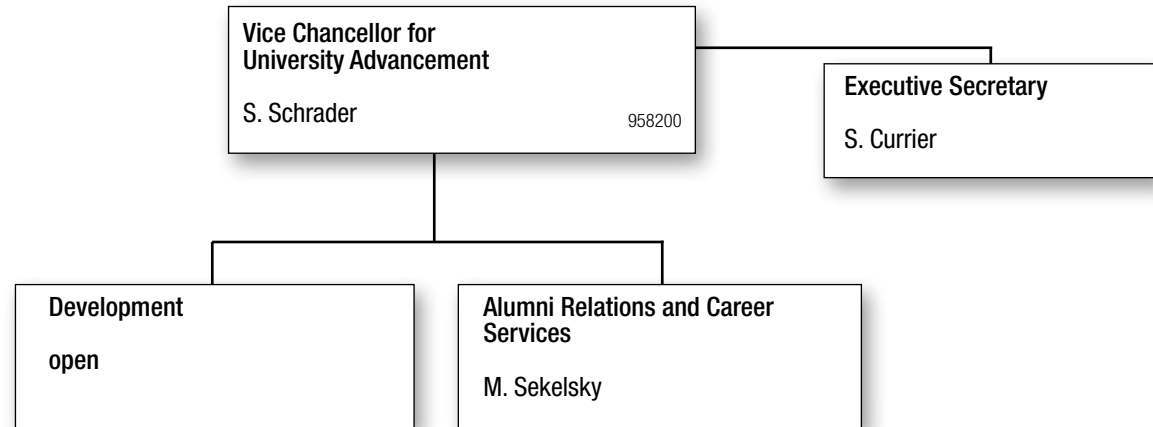 Vice Chancellor for
University Advancement
S. Schrader
958200
Executive Secretary
S. Currier
Development
open
Alumni Relations and Career
Services
M. Sekelsky